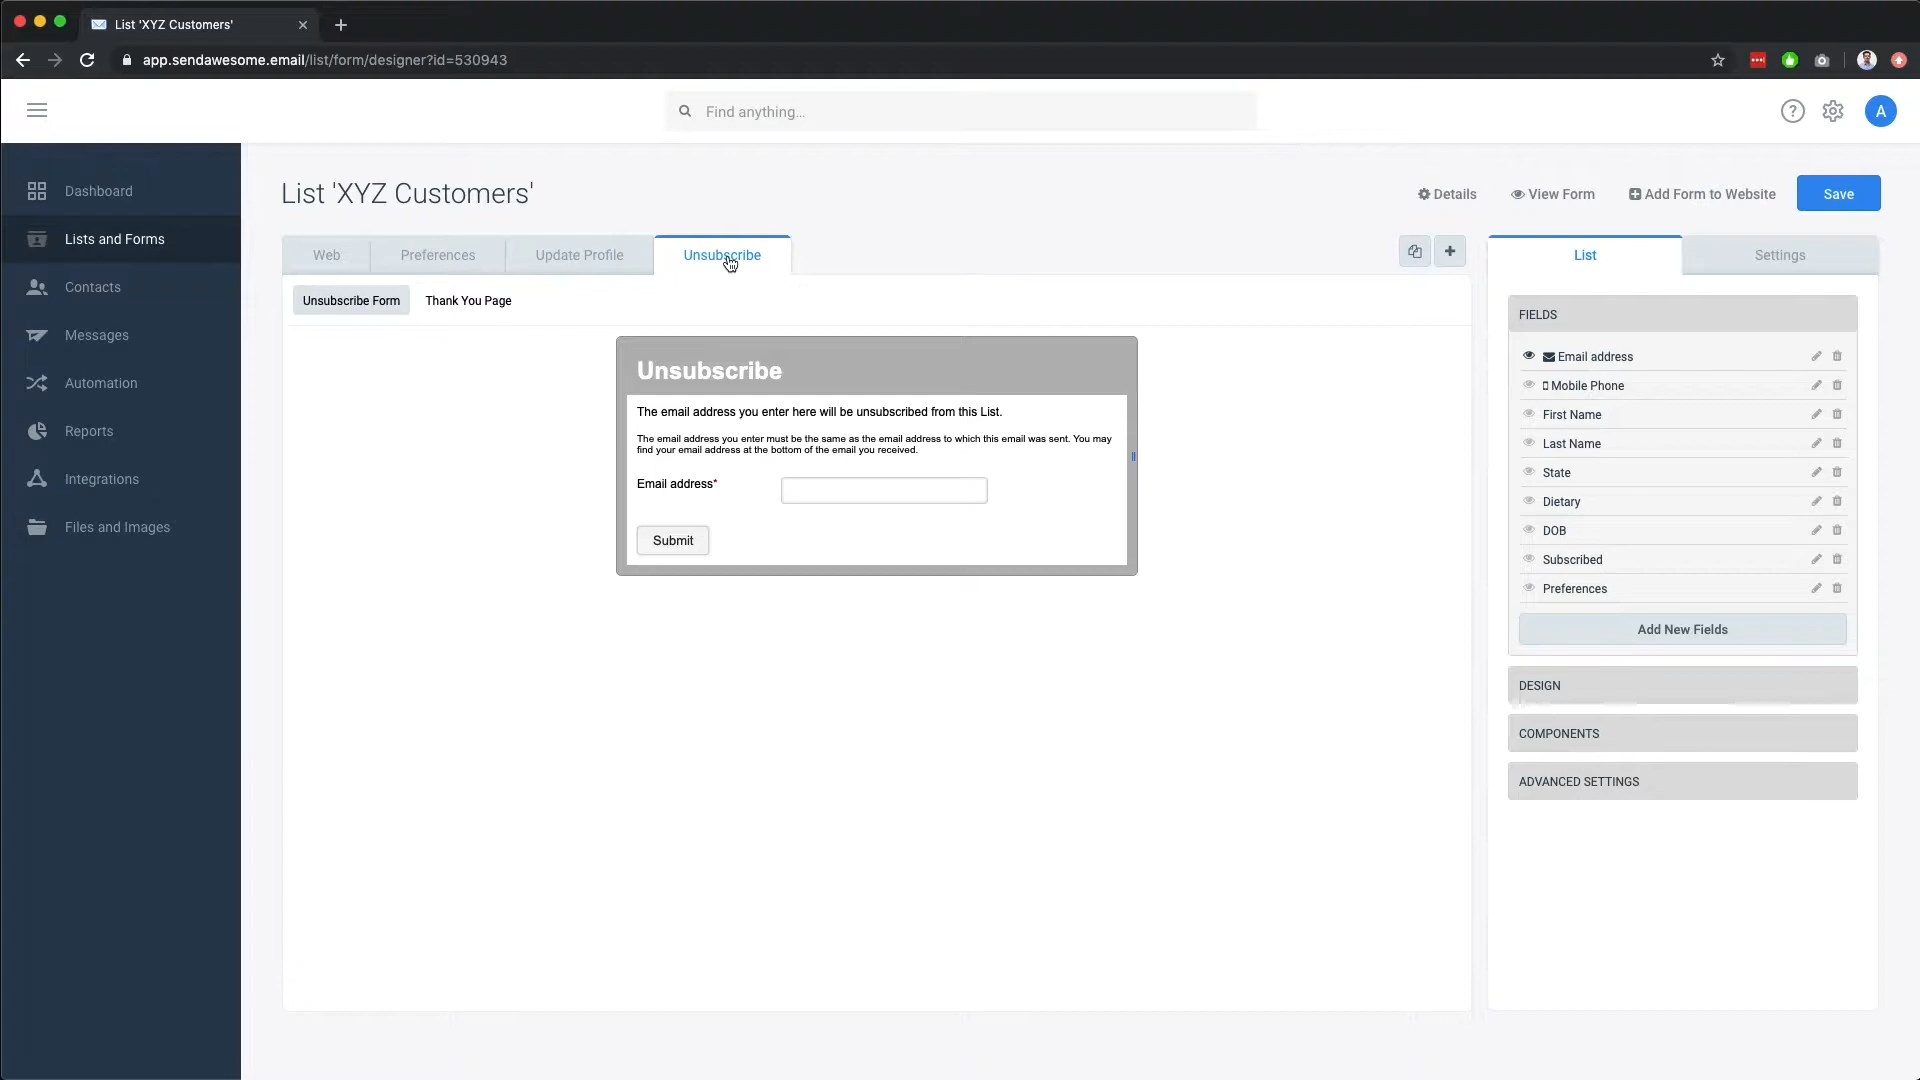 List 'XYZ Customers'
app.sendawesome.email/list/form/designer?id=530943
Find anything...
?
A
Dashboard
Lists and Forms
Contacts
Messages
Automation
Reports
Integrations
Files and Images
List 'XYZ Customers'
Details
View Form
Add Form to Website
Save
Web
Preferences
Update Profile
Unsubscribe
Unsubscribe Form
Thank You Page
Unsubscribe
The email address you enter here will be unsubscribed from this List.
The email address you enter must be the same as the email address to which this email was sent. You may
find your email address at the bottom of the email you received.
Email address*
Submit
List
Settings
FIELDS
Email address
Mobile Phone
First Name
Last Name
State
Dietary
DOB
Subscribed
Preferences
Add New Fields
DESIGN
COMPONENTS
ADVANCED SETTINGS